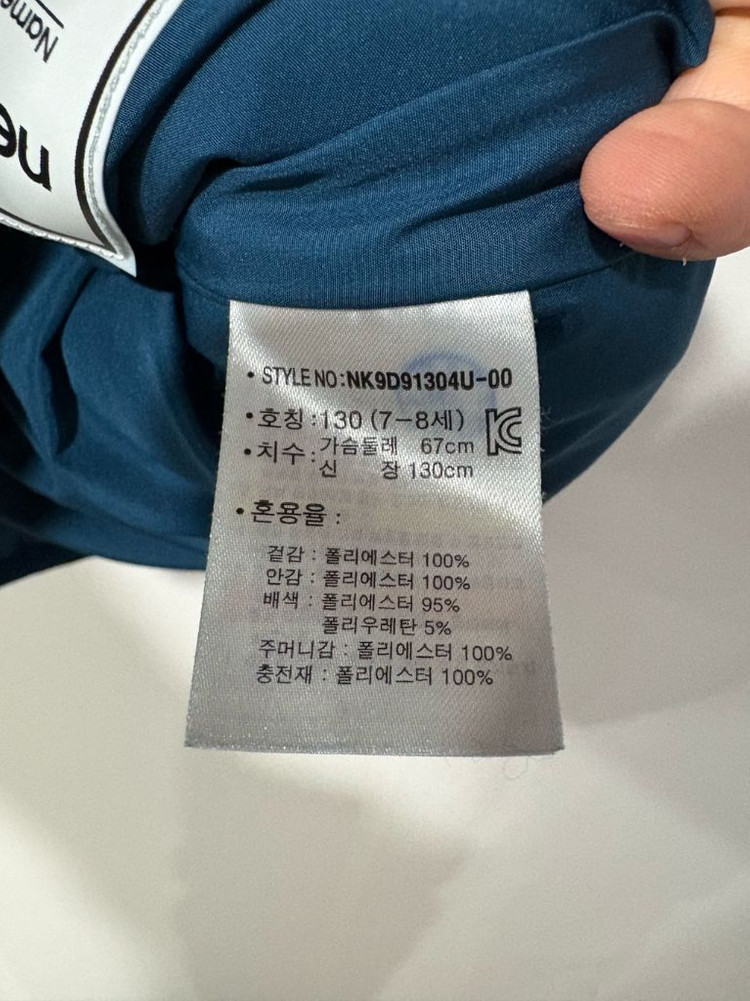 Name
ne
• STYLE NO:NK9D91304U-00
• 호칭:130 (7-8세)
• 치수:가슴둘레 67cm
신 장 130cm
• 혼용율 :
겉감 : 폴리에스터 100%
안감 : 폴리에스터 100%
배색 : 폴리에스터 95%
폴리우레탄 5%
주머니감 : 폴리에스터 100%
충전재 : 폴리에스터 100%